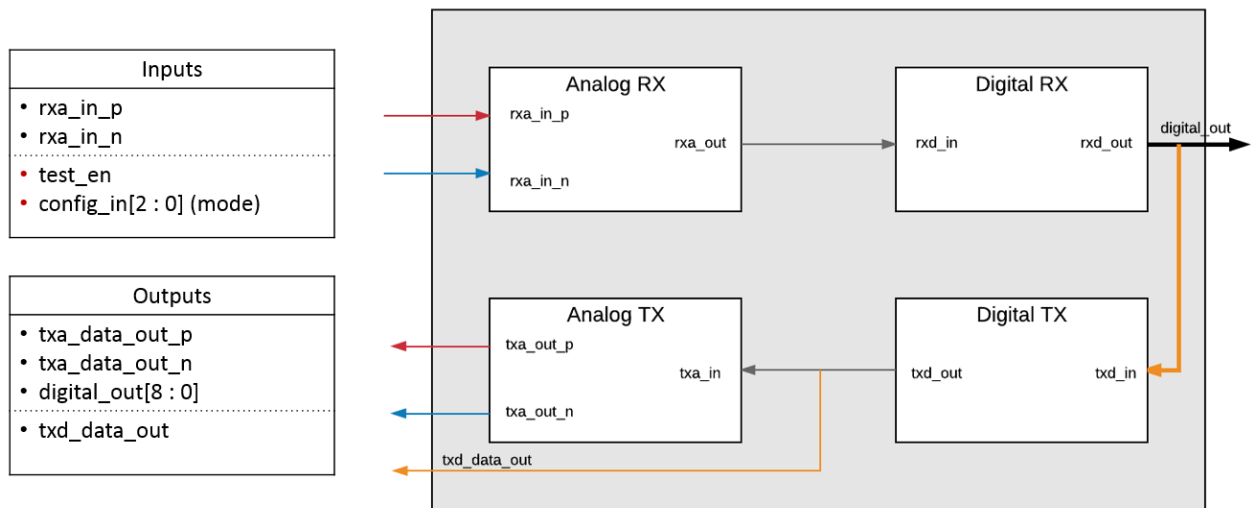 Inputs
• rxa_in_p
• rxa_in_n
• test_en
• config_in[2 : 0] (mode)
Outputs
• txa_data_out_p
• txa_data_out_n
• digital_out[8 : 0]
• txd_data_out
Analog RX
rxa_in_p
rxa_out
rxa_in_n
Digital RX
rxd_in
rxd_out
digital_out
Analog TX
txa_out_p
txa_in
txa_out_n
Digital TX
txd_out
txd_in
txd_data_out